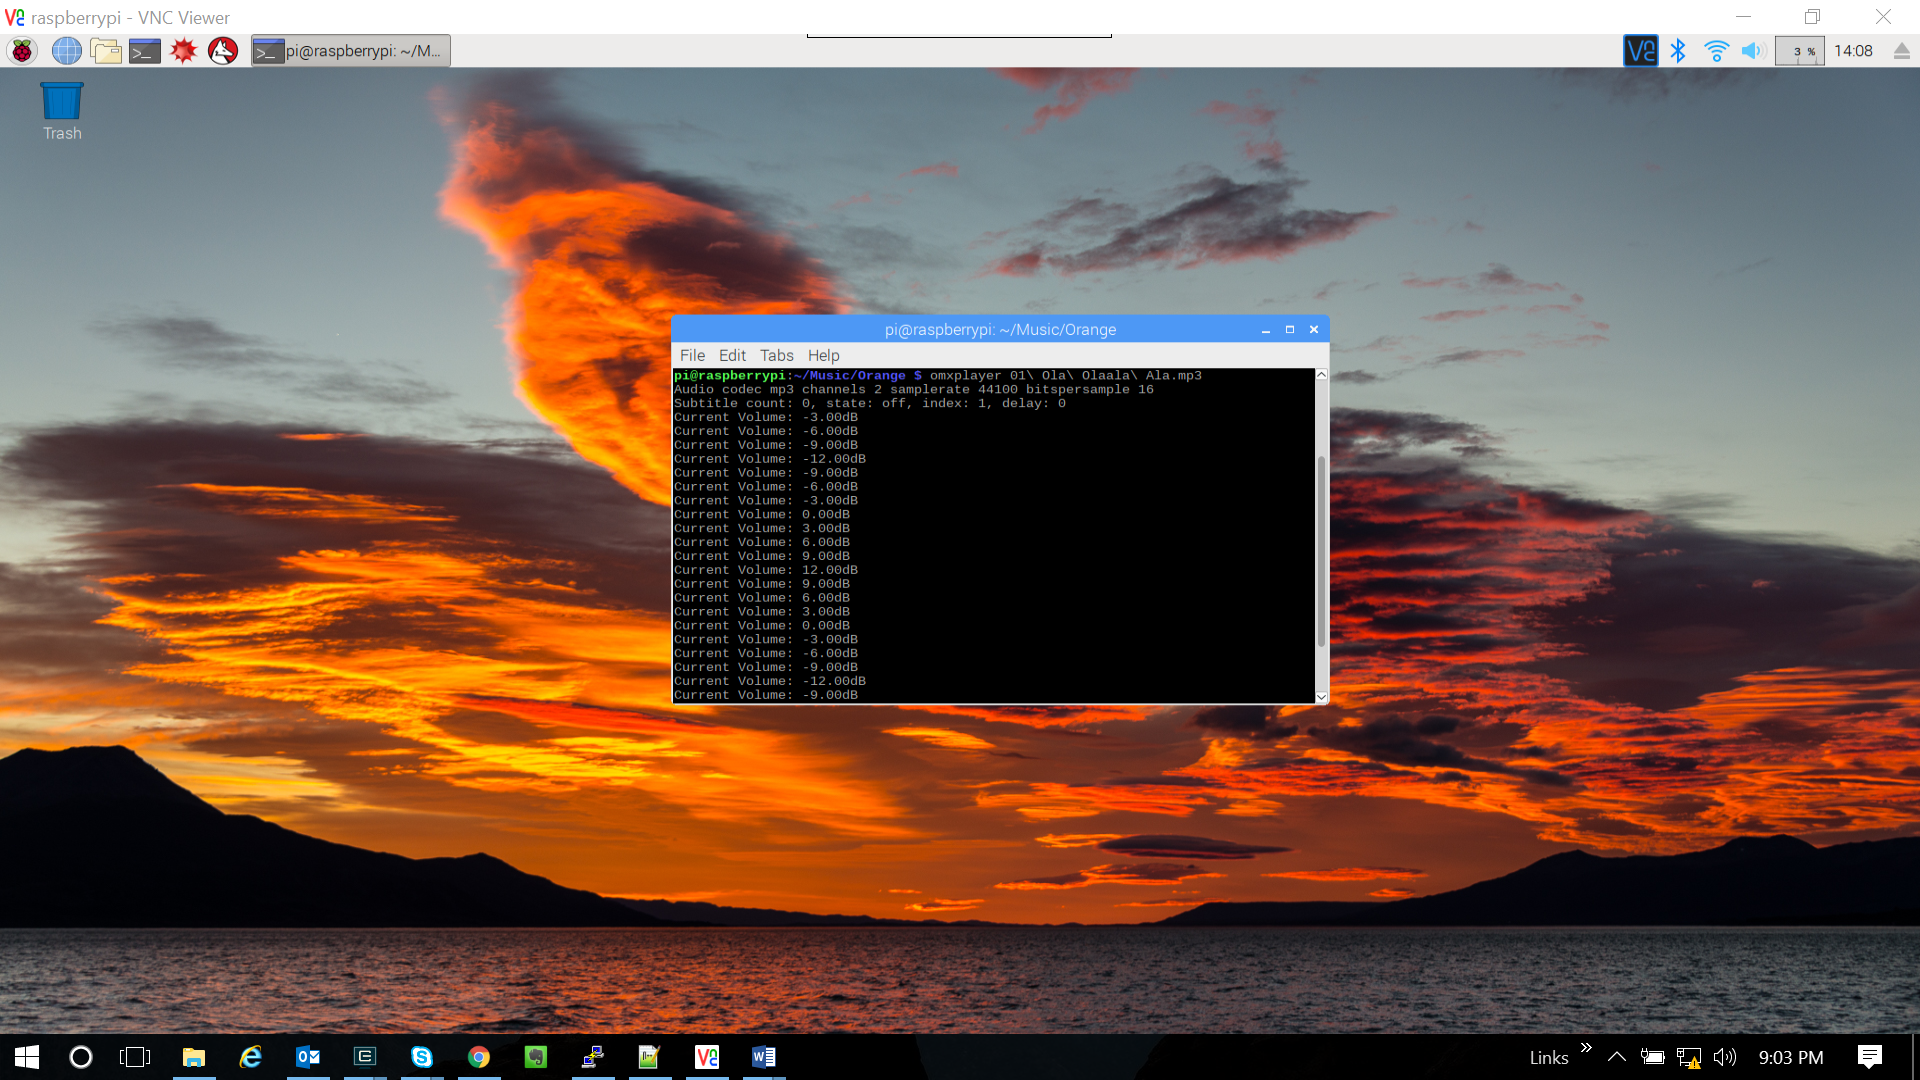 raspberrypi - VNC Viewer
pi@raspberrypi: ~/M...
3 %
14:08
Trash
pi@raspberrypi: ~/Music/Orange
File Edit Tabs Help
pi@raspberrypi:~/Music/Orange $ omxplayer 01\ Ola\ Olaala\ Ala.mp3
Audio codec mp3 channels 2 samplerate 44100 bitspersample 16
Subtitle count: 0, state: off, index: 1, delay: 0
Current Volume: -3.00dB
Current Volume: -6.00dB
Current Volume: -9.00dB
Current Volume: -12.00dB
Current Volume: -9.00dB
Current Volume: -6.00dB
Current Volume: -3.00dB
Current Volume: 0.00dB
Current Volume: 3.00dB
Current Volume: 6.00dB
Current Volume: 9.00dB
Current Volume: 12.00dB
Current Volume: 9.00dB
Current Volume: 6.00dB
Current Volume: 3.00dB
Current Volume: 0.00dB
Current Volume: -3.00dB
Current Volume: -6.00dB
Current Volume: -9.00dB
Current Volume: -12.00dB
Current Volume: -9.00dB
Links
9:03 PM